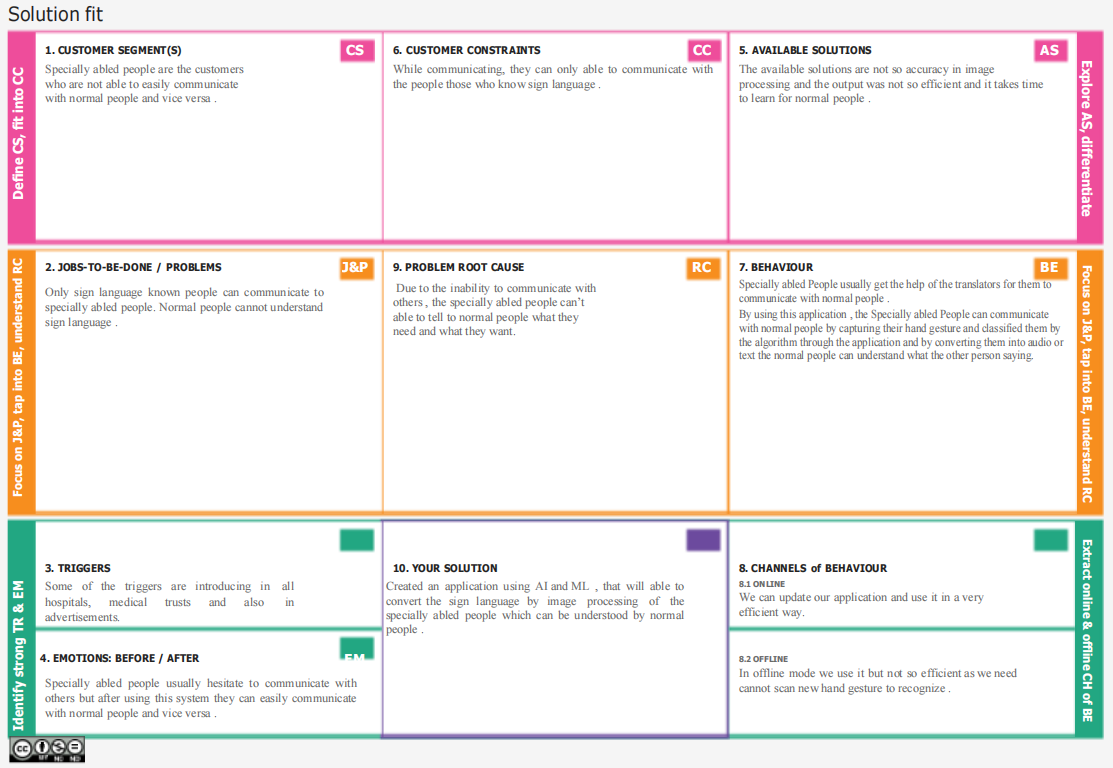 Solution fit
Define CS, fit into CC
1. CUSTOMER SEGMENT(S)
CS
Specially abled people are the customers
who are not able to easily communicate
with normal people and vice versa .
6. CUSTOMER CONSTRAINTS
CC
While communicating, they can only able to communicate with
the people those who know sign language .
5. AVAILABLE SOLUTIONS
AS
The available solutions are not so accuracy in image
processing and the output was not so efficient and it takes time
to learn for normal people .
Explore AS, differentiate
Focus on J&P, tap into BE, understand RC
2. JOBS-TO-BE-DONE / PROBLEMS
J&P
Only sign language known people can communicate to
specially abled people. Normal people cannot understand
sign language .
9. PROBLEM ROOT CAUSE
RC
Due to the inability to communicate with
others , the specially abled people can't
able to tell to normal people what they
need and what they want.
7. BEHAVIOUR
BE
Specially abled People usually get the help of the translators for them to
communicate with normal people .
By using this application , the Specially abled People can communicate
with normal people by capturing their hand gesture and classified them by
the algorithm through the application and by converting them into audio or
text the normal people can understand what the other person saying.
Focus on J&P, tap into BE, understand RC
Identify strong TR & EM
3. TRIGGERS
Some of the triggers are introducing in all
hospitals, medical trusts and also in
advertisements.
4. EMOTIONS: BEFORE / AFTER
EM
Specially abled people usually hesitate to communicate with
others but after using this system they can easily communicate
with normal people and vice versa .
10. YOUR SOLUTION
Created an application using AI and ML , that will able to
convert the sign language by image processing of the
specially abled people which can be understood by normal
people .
8. CHANNELS of BEHAVIOUR
8.1 ONLINE
We can update our application and use it in a very
efficient way.
8.2 OFFLINE
In offline mode we use it but not so efficient as we need
cannot scan new hand gesture to recognize .
Extract online & offline CH of BE
cc
BY NC ND